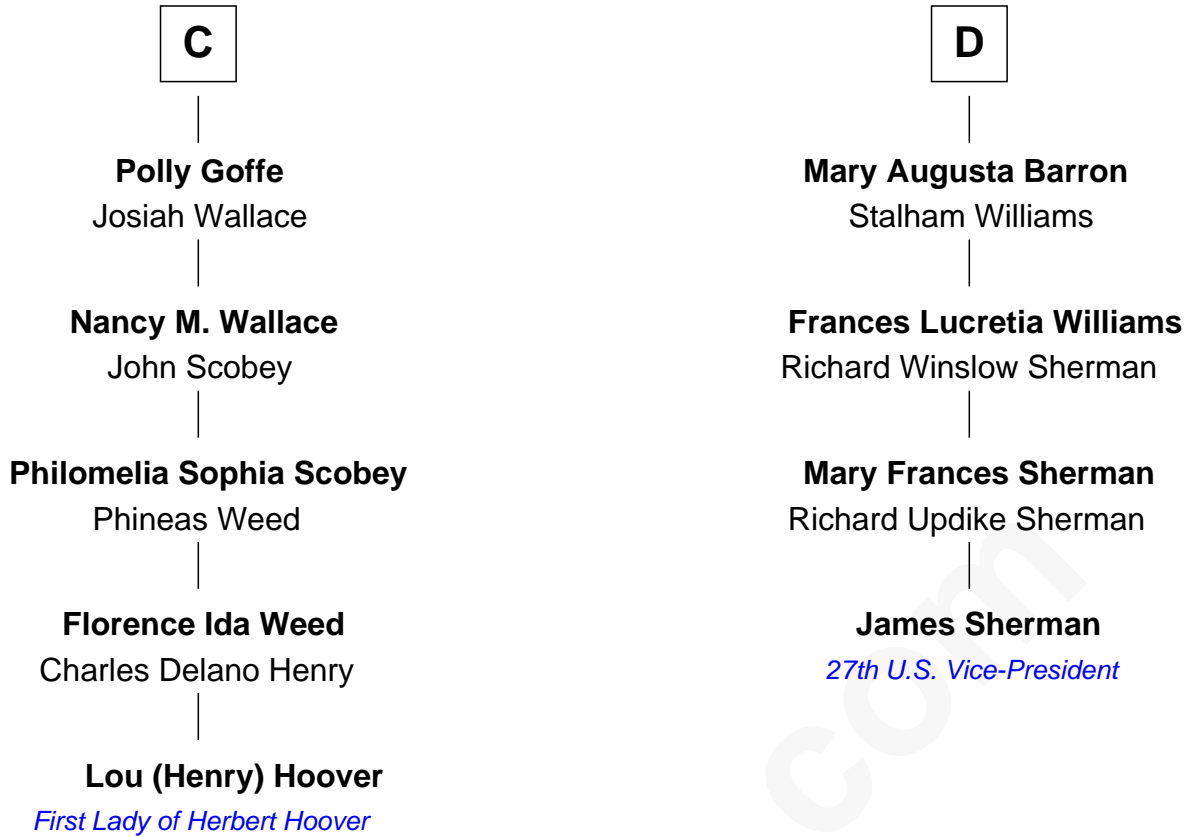 C
D
Polly Goffe
Josiah Wallace
Mary Augusta Barron
Stalham Williams
Nancy M. Wallace
John Scobey
Frances Lucretia Williams
Richard Winslow Sherman
Philomelia Sophia Scobey
Phineas Weed
Mary Frances Sherman
Richard Updike Sherman
Florence Ida Weed
Charles Delano Henry
James Sherman
27th U.S. Vice-President
Lou (Henry) Hoover
First Lady of Herbert Hoover
com